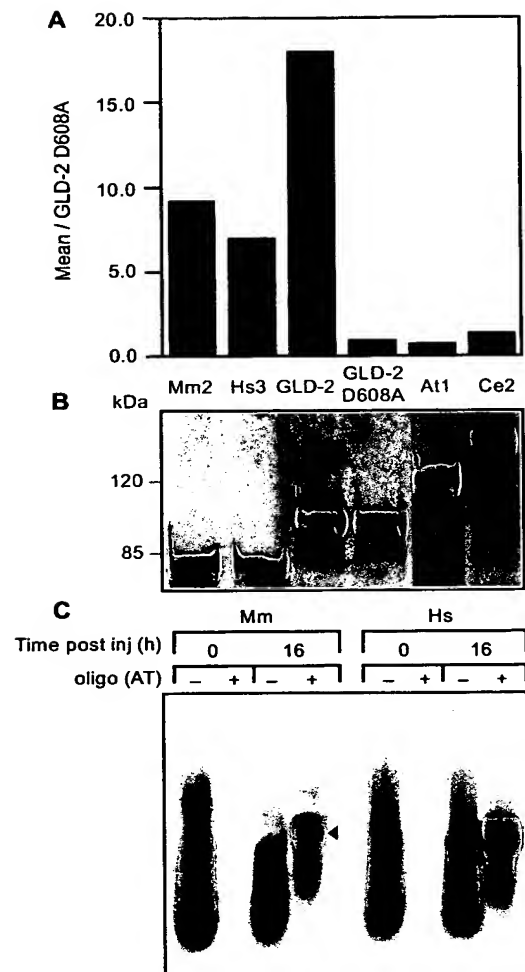 A
20.0
15.0
10.0
5.0
0.0
Mean / GLD-2 D608A
Mm2 Hs3 GLD-2 GLD-2 D608A At1 Ce2
B kDa
120
85
C Mm Hs
Time post inj (h) 0 16 0 16
oligo (AT) – + – + – + – +